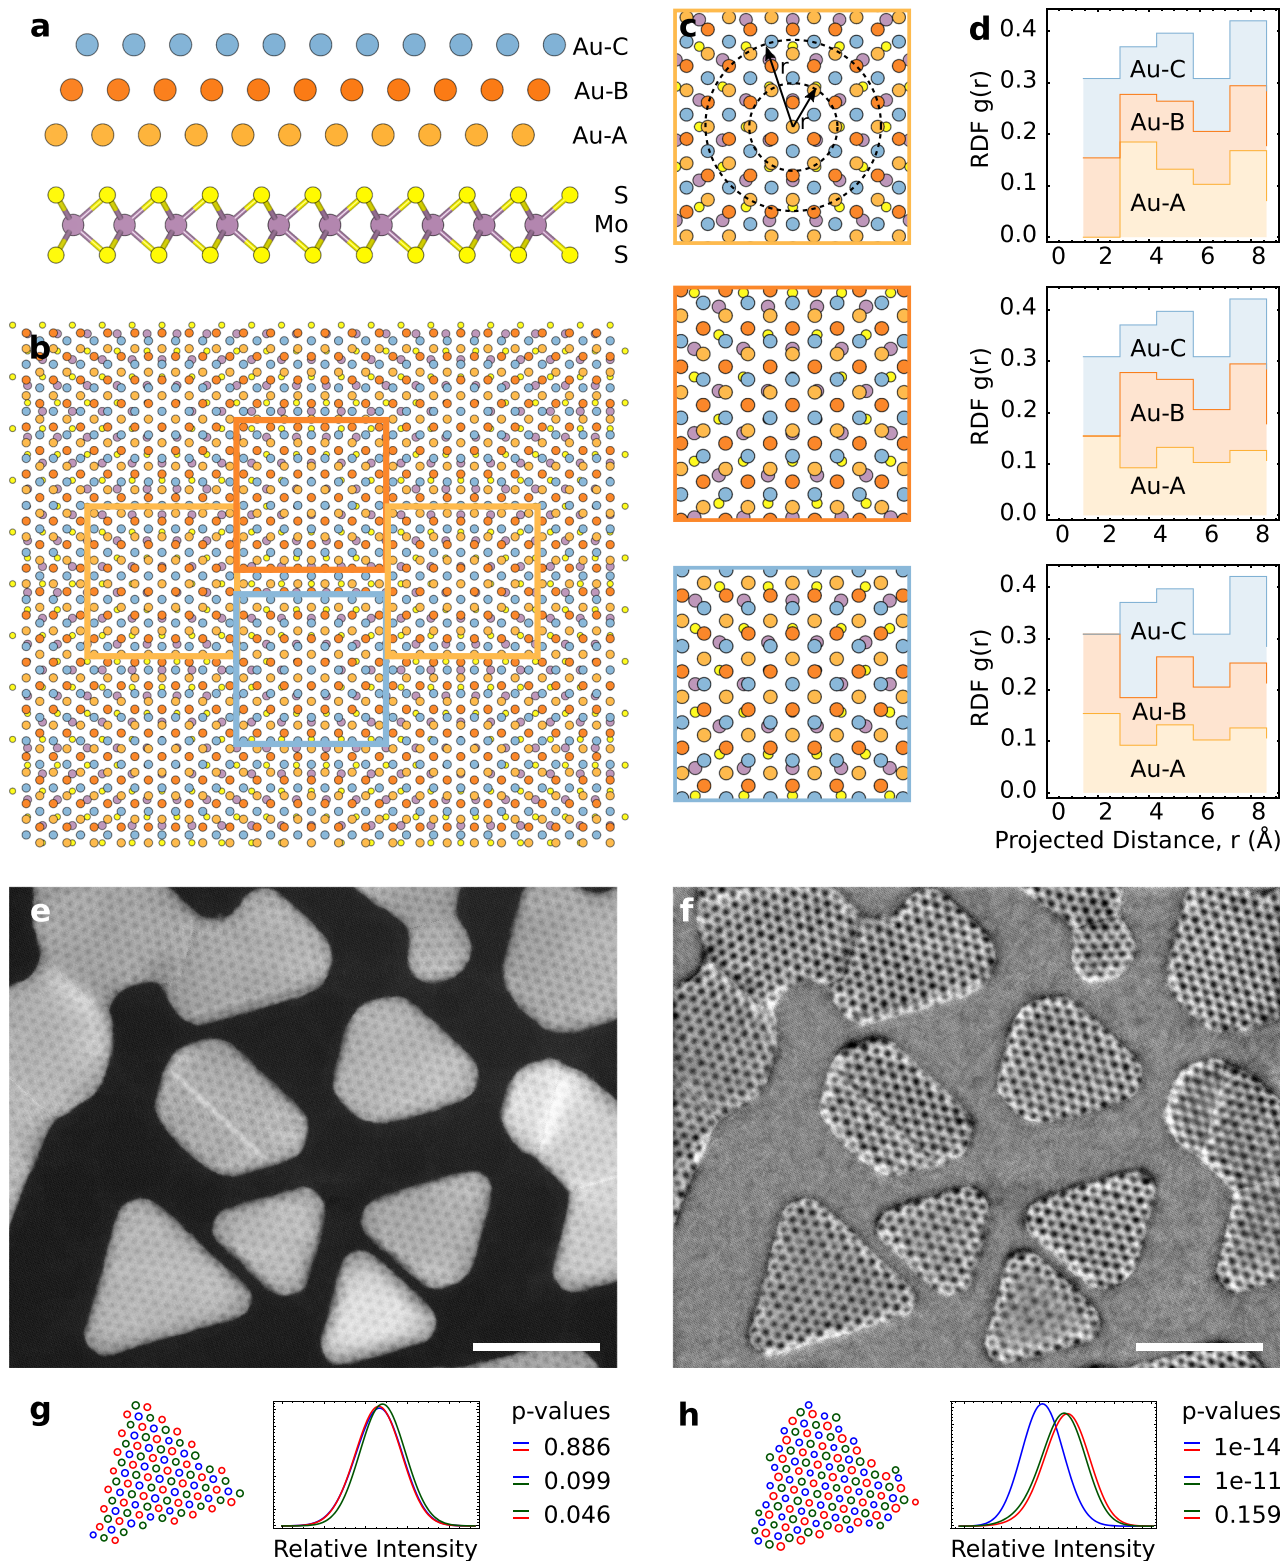 a
Au-C
Au-B
Au-A
S
Mo
S
b
c
r
r
d
RDF g(r)
0.4
0.3
0.2
0.1
0.0
Au-C
Au-B
Au-A
0 2 4 6 8
RDF g(r)
0.4
0.3
0.2
0.1
0.0
Au-C
Au-B
Au-A
0 2 4 6 8
RDF g(r)
0.4
0.3
0.2
0.1
0.0
Au-C
Au-B
Au-A
0 2 4 6 8
Projected Distance, r (Å)
e
f
g
Relative Intensity
p-values
0.886
0.099
0.046
h
Relative Intensity
p-values
1e-14
1e-11
0.159